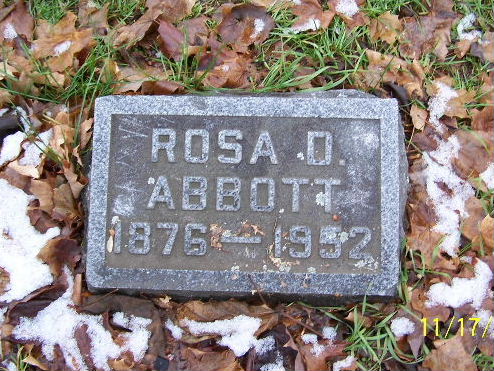 ROSA D.
ABBOTT
1876 — 1952
11/17/